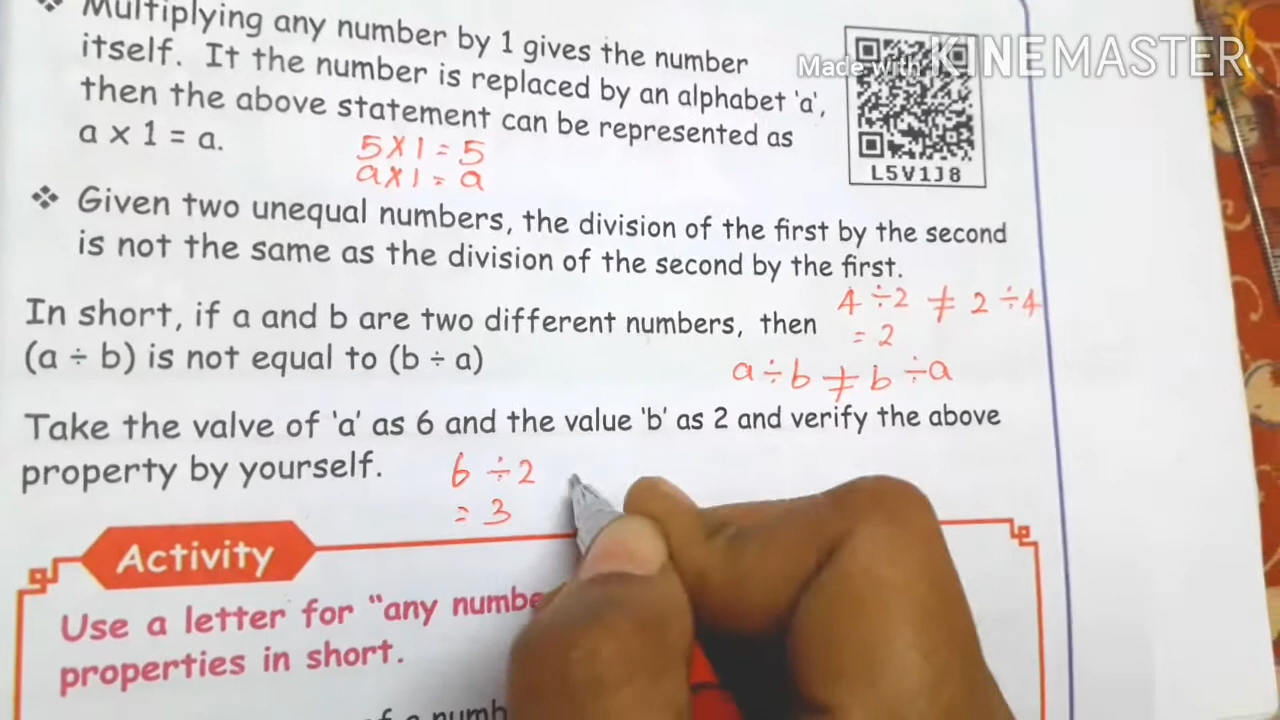 Multiplying any number by 1 gives the number
itself. It the number is replaced by an alphabet 'a',
then the above statement can be represented as
a x 1 = a.
5 x 1 = 5
a x 1 = a
Made with KINEMASTER
L5V1J8
Given two unequal numbers, the division of the first by the second
is not the same as the division of the second by the first.
4 ÷ 2 ≠ 2 ÷ 4
= 2
In short, if a and b are two different numbers, then
(a ÷ b) is not equal to (b ÷ a)
a ÷ b ≠ b ÷ a
Take the valve of 'a' as 6 and the value 'b' as 2 and verify the above
property by yourself.
6 ÷ 2
= 3
Activity
Use a letter for "any
properties in short.